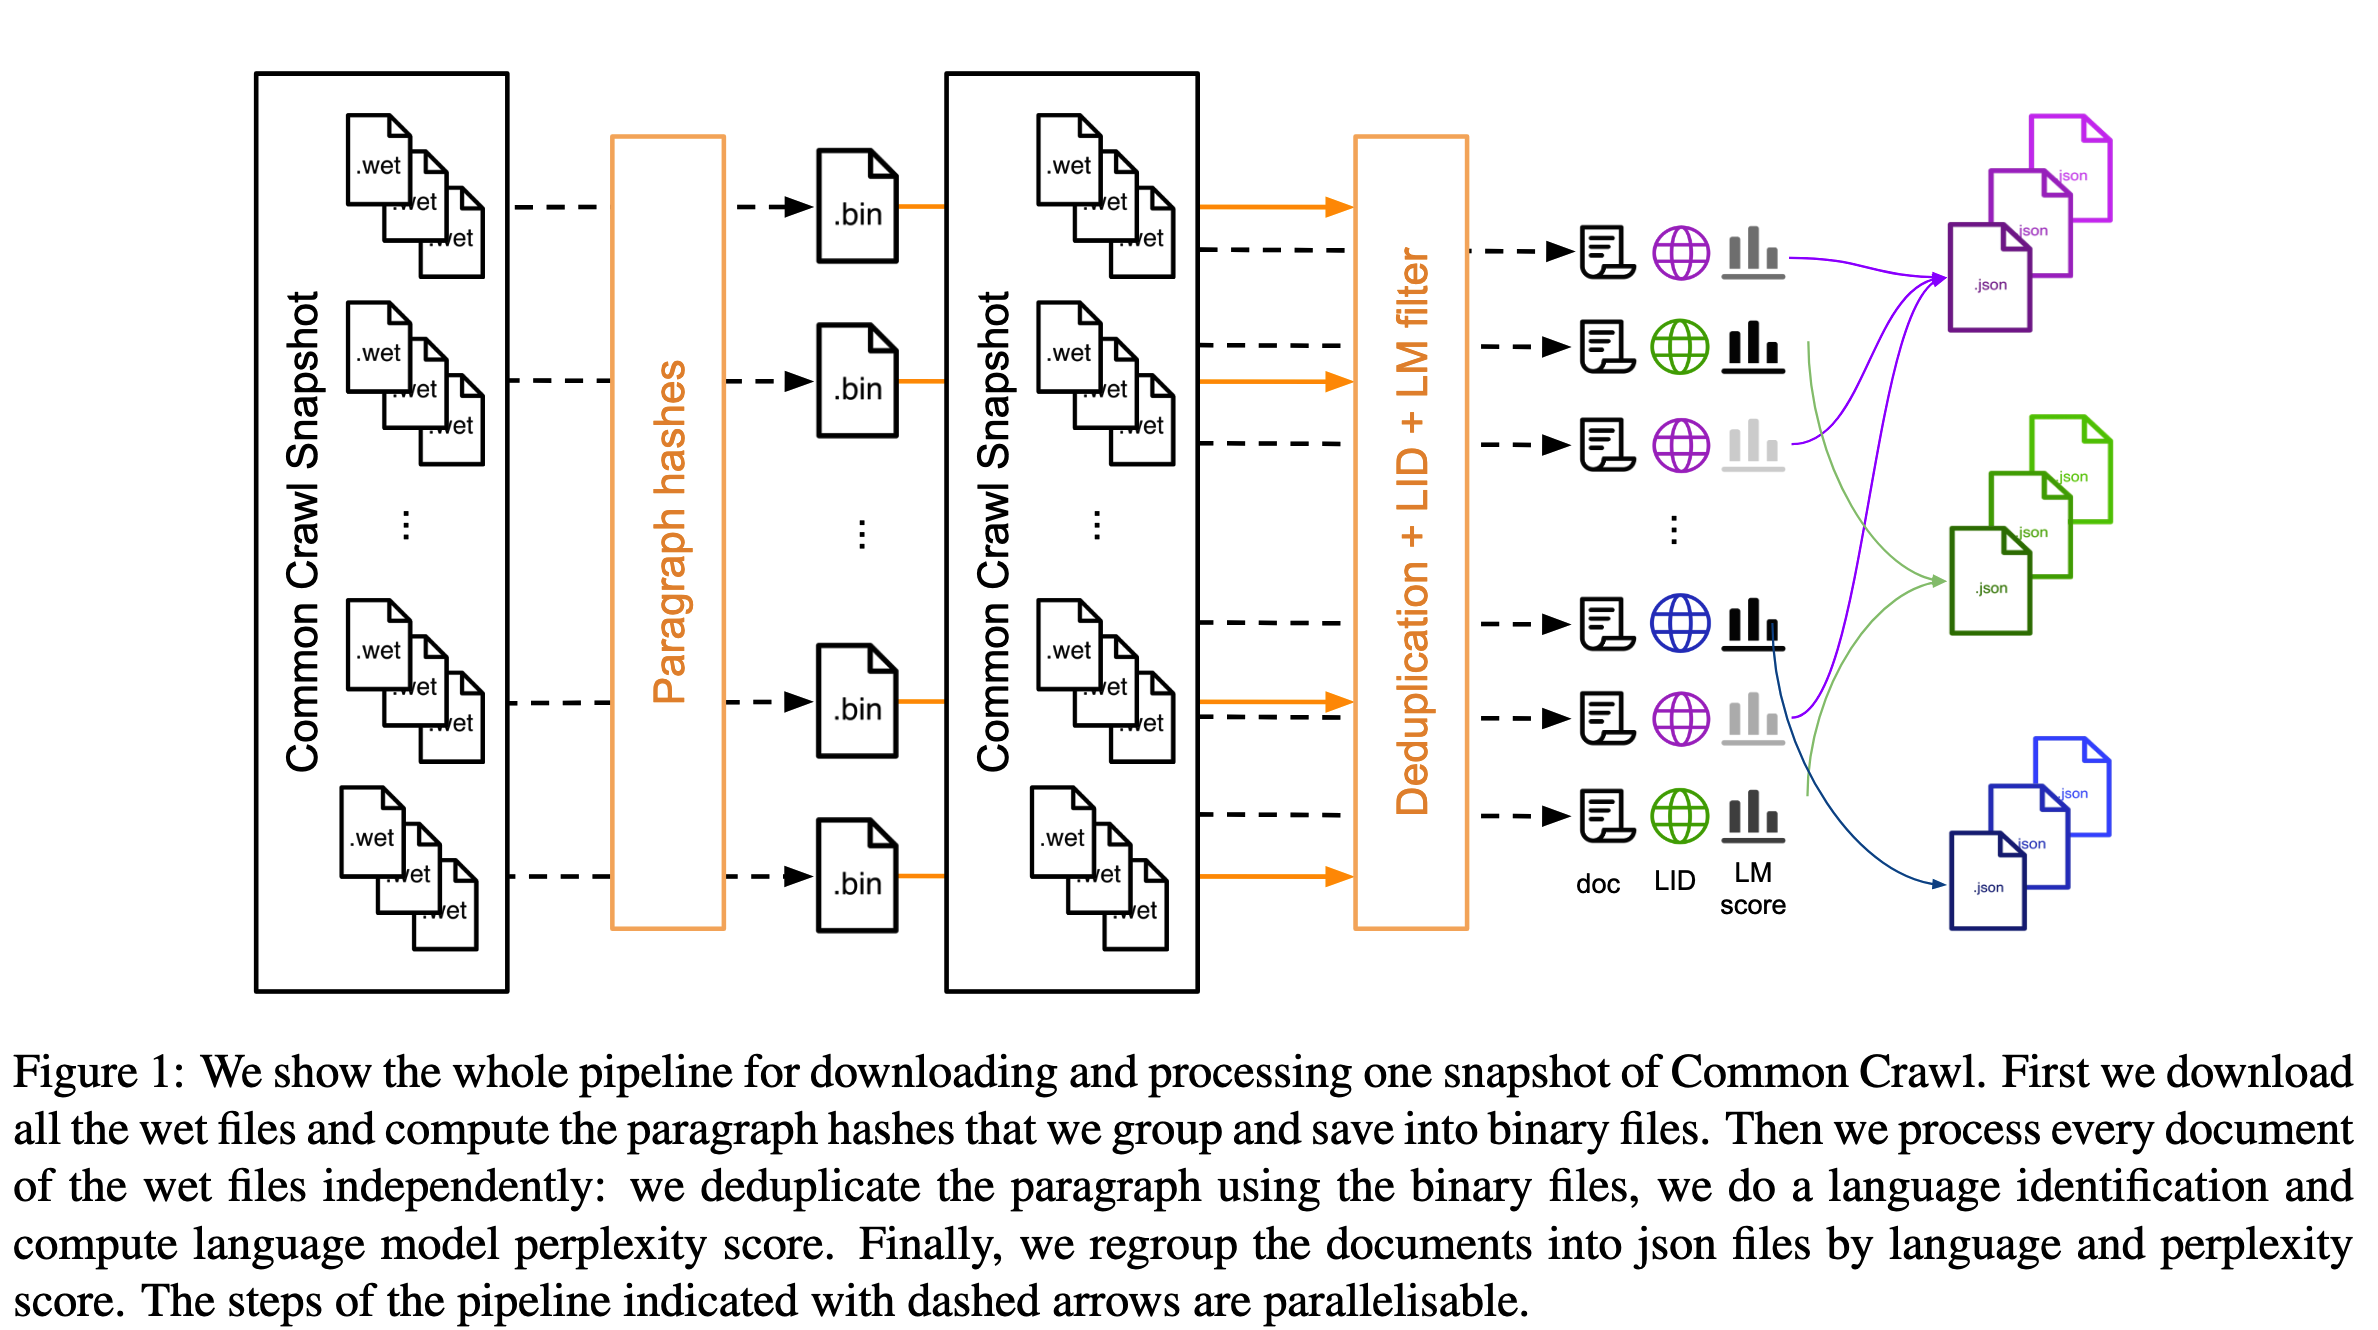 Common Crawl Snapshot
.wet
.wet
.wet
.wet
.wet
.wet
...
.wet
.wet
.wet
.wet
.wet
.wet
Paragraph hashes
.bin
.bin
...
.bin
.bin
Common Crawl Snapshot
.wet
.wet
.wet
.wet
.wet
.wet
...
.wet
.wet
.wet
.wet
.wet
.wet
Deduplication + LID + LM filter
...
doc
LID
LM
score
.json
.json
.json
.json
.json
.json
.json
.json
.json
Figure 1: We show the whole pipeline for downloading and processing one snapshot of Common Crawl. First we download
all the wet files and compute the paragraph hashes that we group and save into binary files. Then we process every document
of the wet files independently: we deduplicate the paragraph using the binary files, we do a language identification and
compute language model perplexity score. Finally, we regroup the documents into json files by language and perplexity
score. The steps of the pipeline indicated with dashed arrows are parallelisable.